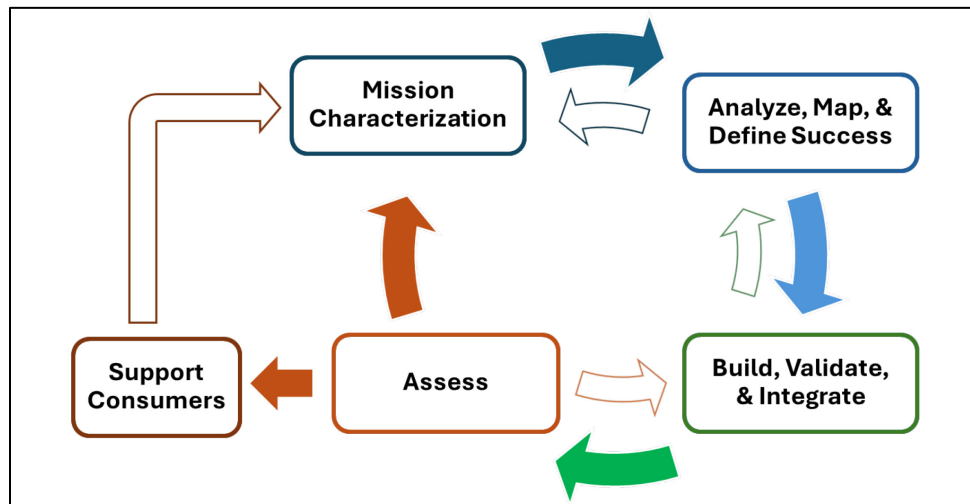 Mission
Characterization
Analyze, Map, &
Define Success
Support
Consumers
Assess
Build, Validate,
& Integrate